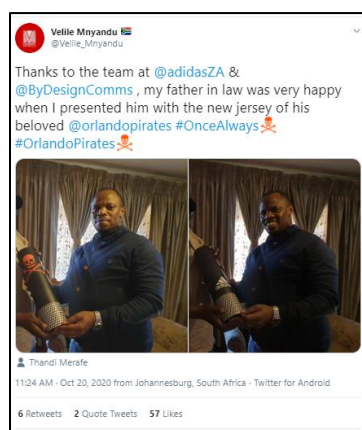 Velile Mnyandu
@Velile_Mnyandu
Thanks to the team at @adidasZA &
@ByDesignComms , my father in law was very happy
when I presented him with the new jersey of his
beloved @orlandopirates #OnceAlways
#OrlandoPirates
Thandi Merafe
11:24 AM · Oct 20, 2020 from Johannesburg, South Africa · Twitter for Android
6 Retweets 2 Quote Tweets 57 Likes